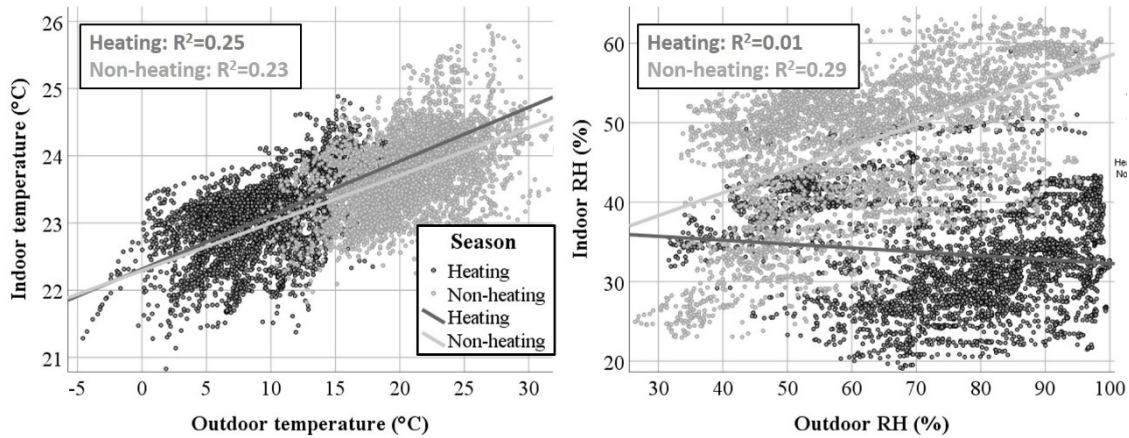 Heating: R²=0.25
Non-heating: R²=0.23
26
25
24
23
22
21
Indoor temperature (°C)
-5 0 5 10 15 20 25 30
Outdoor temperature (°C)
Season
Heating
Non-heating
Heating
Non-heating
Heating: R²=0.01
Non-heating: R²=0.29
60
50
40
30
20
Indoor RH (%)
30 40 50 60 70 80 90 100
Outdoor RH (%)
Hea
No